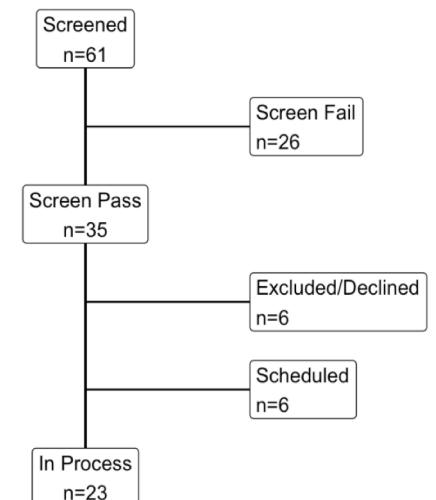 Screened
n=61
Screen Fail
n=26
Screen Pass
n=35
Excluded/Declined
n=6
Scheduled
n=6
In Process
n=23